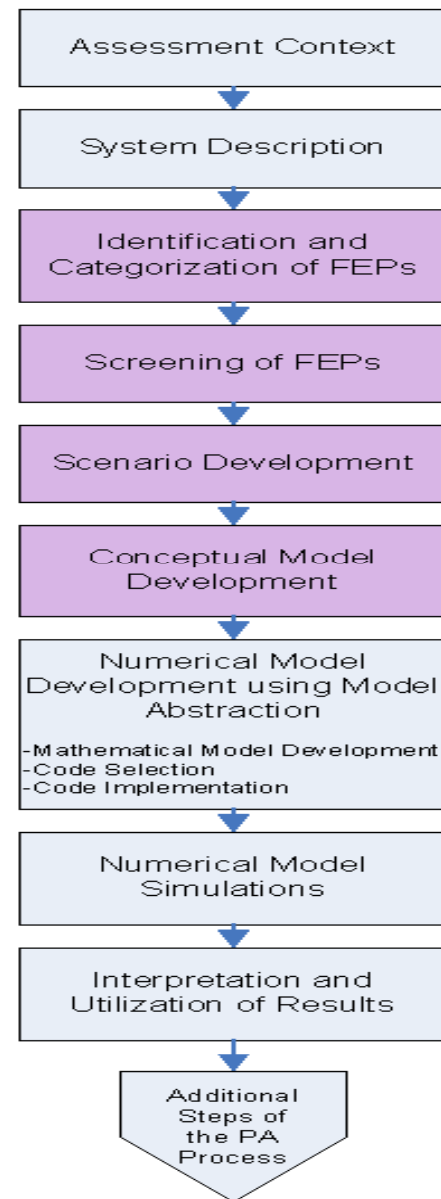 Assessment Context
System Description
Identification and
Categorization of FEPs
Screening of FEPs
Scenario Development
Conceptual Model
Development
Numerical Model
Development using Model
Abstraction
-Mathematical Model Development
-Code Selection
-Code Implementation
Numerical Model
Simulations
Interpretation and
Utilization of Results
Additional
Steps of
the PA
Process